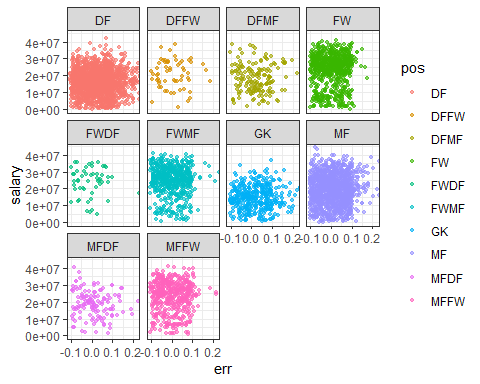 DF DFFW DFMF FW
4e+07
3e+07
2e+07
1e+07
0e+00
FWDF FWMF GK MF
4e+07
3e+07
2e+07
1e+07
0e+00
-0.1 0.0 0.1 0.2 -0.1 0.0 0.1 0.2
MFDF MFFW
4e+07
3e+07
2e+07
1e+07
0e+00
-0.1 0.0 0.1 0.2 -0.1 0.0 0.1 0.2
err
salary
pos
DF
DFFW
DFMF
FW
FWDF
FWMF
GK
MF
MFDF
MFFW